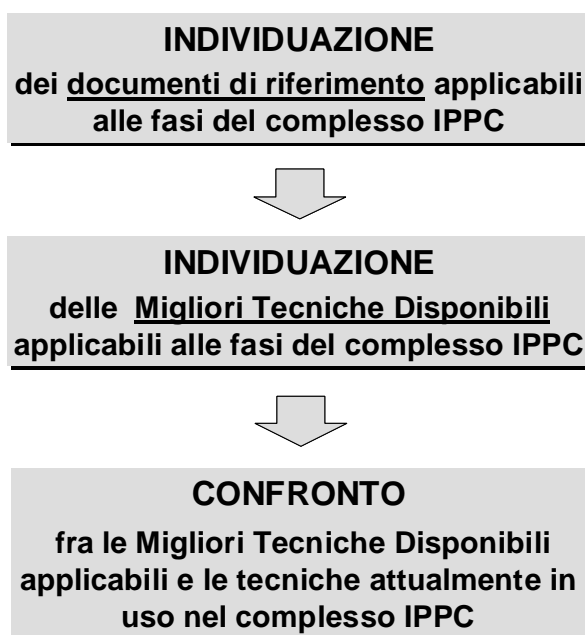 INDIVIDUAZIONE
dei documenti di riferimento applicabili
alle fasi del complesso IPPC
INDIVIDUAZIONE
delle Migliori Tecniche Disponibili
applicabili alle fasi del complesso IPPC
CONFRONTO
fra le Migliori Tecniche Disponibili
applicabili e le tecniche attualmente in
uso nel complesso IPPC